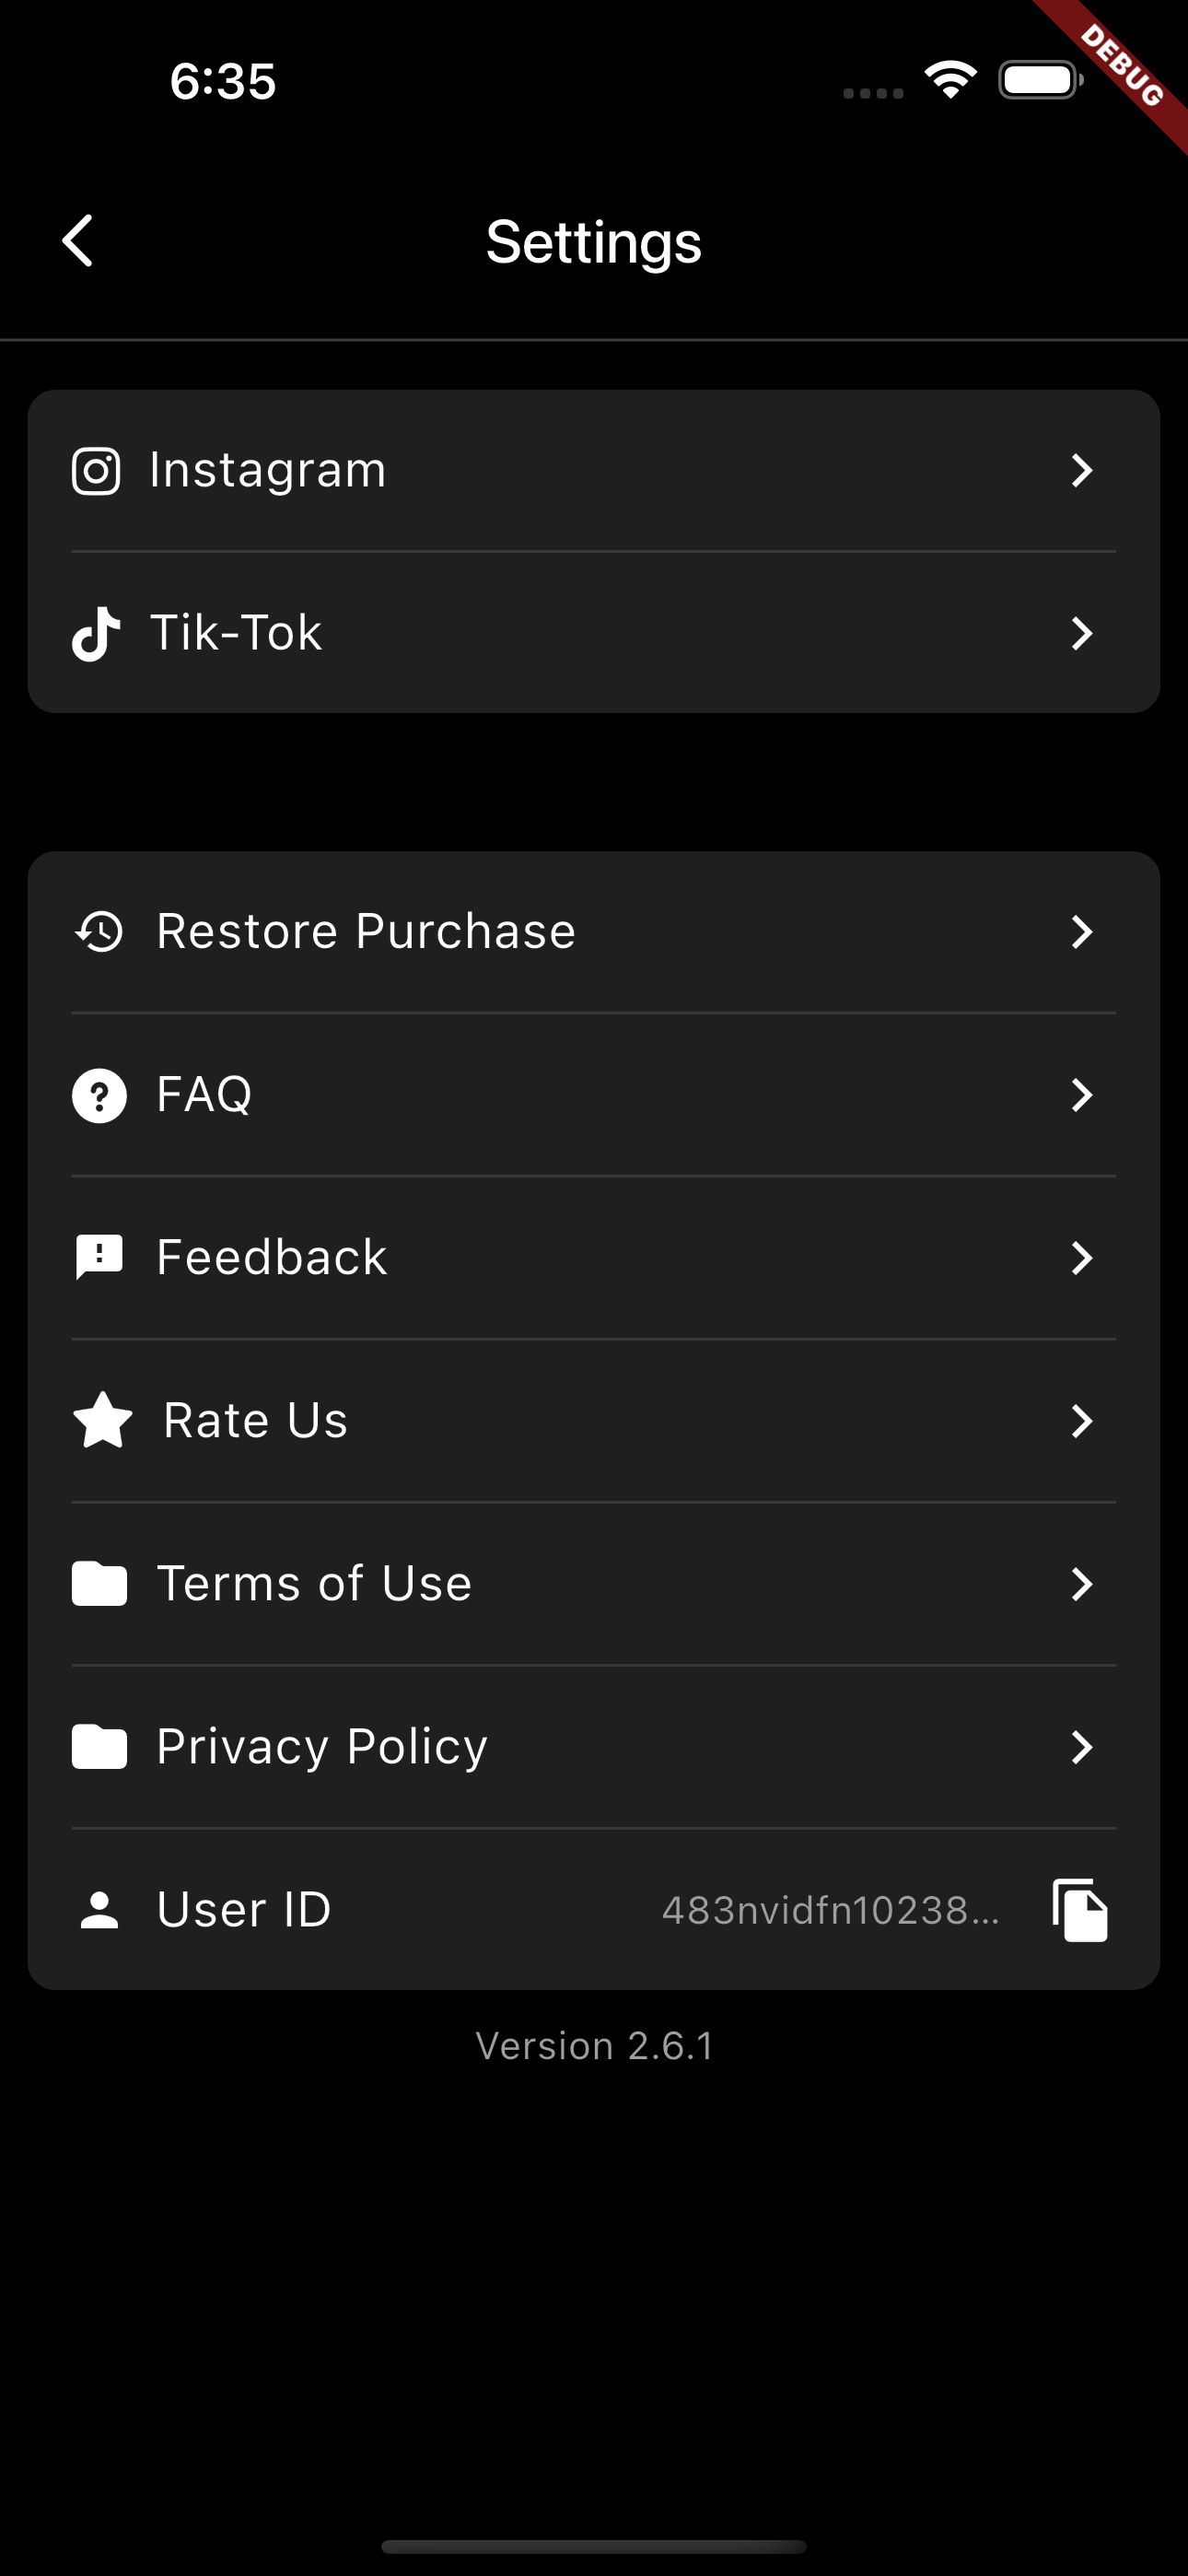 6:35
DEBUG
Settings
Instagram
Tik-Tok
Restore Purchase
FAQ
Feedback
Rate Us
Terms of Use
Privacy Policy
User ID 483nvidfn10238...
Version 2.6.1